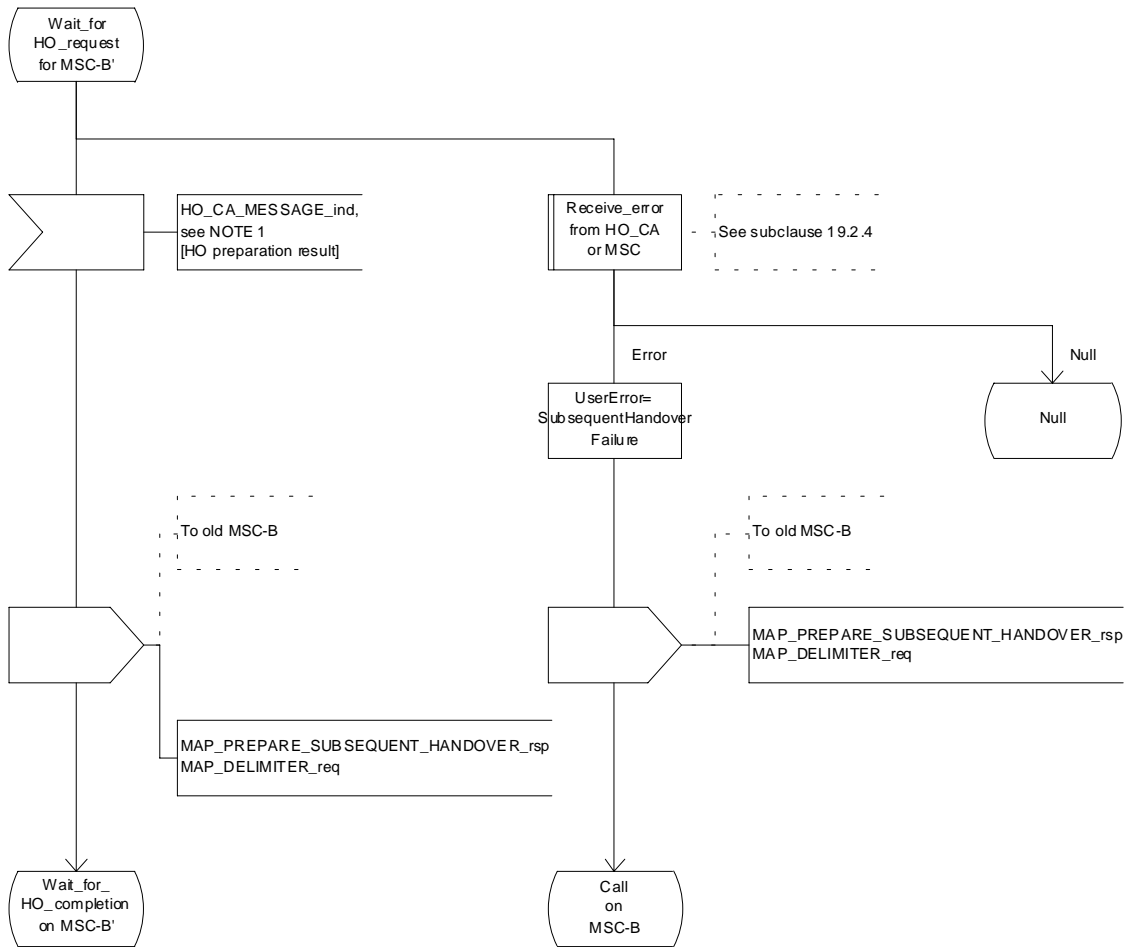 Wait_for
HO_request
for MSC-B'
HO_CA_MESSAGE_ind,
see NOTE 1
[HO preparation result]
Receive_error
from HO_CA
or MSC
See subclause 19.2.4
Error
Null
UserError=
SubsequentHandover
Failure
Null
To old MSC-B
To old MSC-B
MAP_PREPARE_SUBSEQUENT_HANDOVER_rsp
MAP_DELIMITER_req
MAP_PREPARE_SUBSEQUENT_HANDOVER_rsp
MAP_DELIMITER_req
Wait_for_
HO_completion
on MSC-B'
Call
on
MSC-B